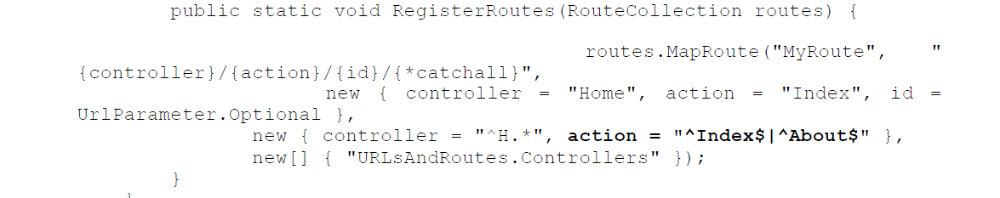 public static void RegisterRoutes(RouteCollection routes) {
routes.MapRoute("MyRoute", "
{controller}/{action}/{id}/{*catchall}",
new { controller = "Home", action = "Index", id =
UrlParameter.Optional },
new { controller = "^H.*", action = "^Index$|^About$" },
new[] { "URLsAndRoutes.Controllers" });
}